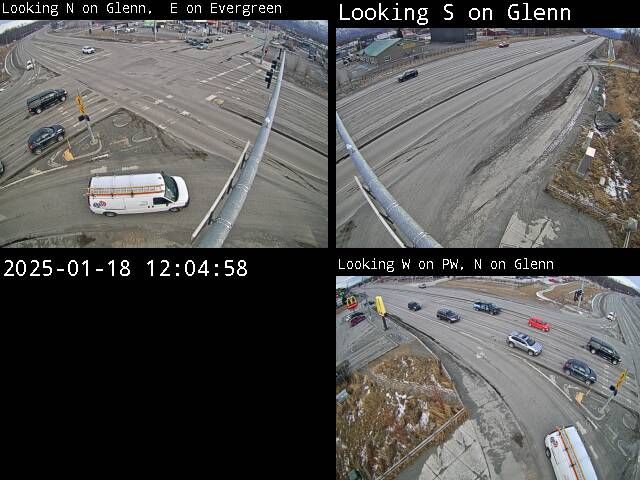 Looking N on Glenn,  E on Evergreen
Looking S on Glenn
2025-01-18 12:04:58
Looking W on PW, N on Glenn